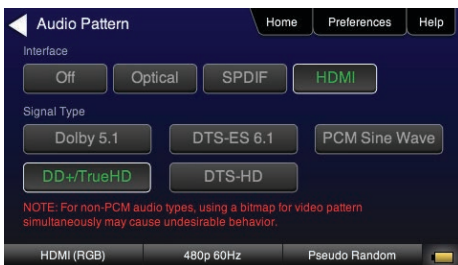 Audio Pattern Home Preferences Help
Interface
Off Optical SPDIF HDMI
Signal Type
Dolby 5.1 DTS-ES 6.1 PCM Sine Wave
DD+/TrueHD DTS-HD
NOTE: For non-PCM audio types, using a bitmap for video pattern
simultaneously may cause undesirable behavior.
HDMI (RGB) 480p 60Hz Pseudo Random